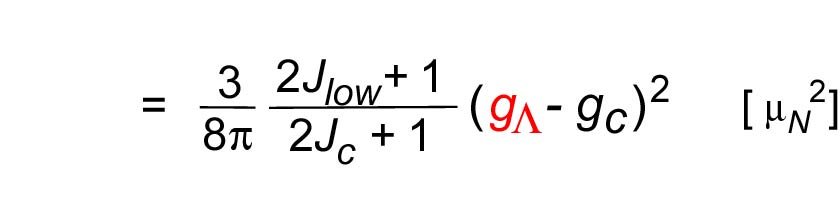 = 3/8π (2J_low + 1)/(2J_c + 1) (g_Λ - g_c)^2 [μ_N^2]